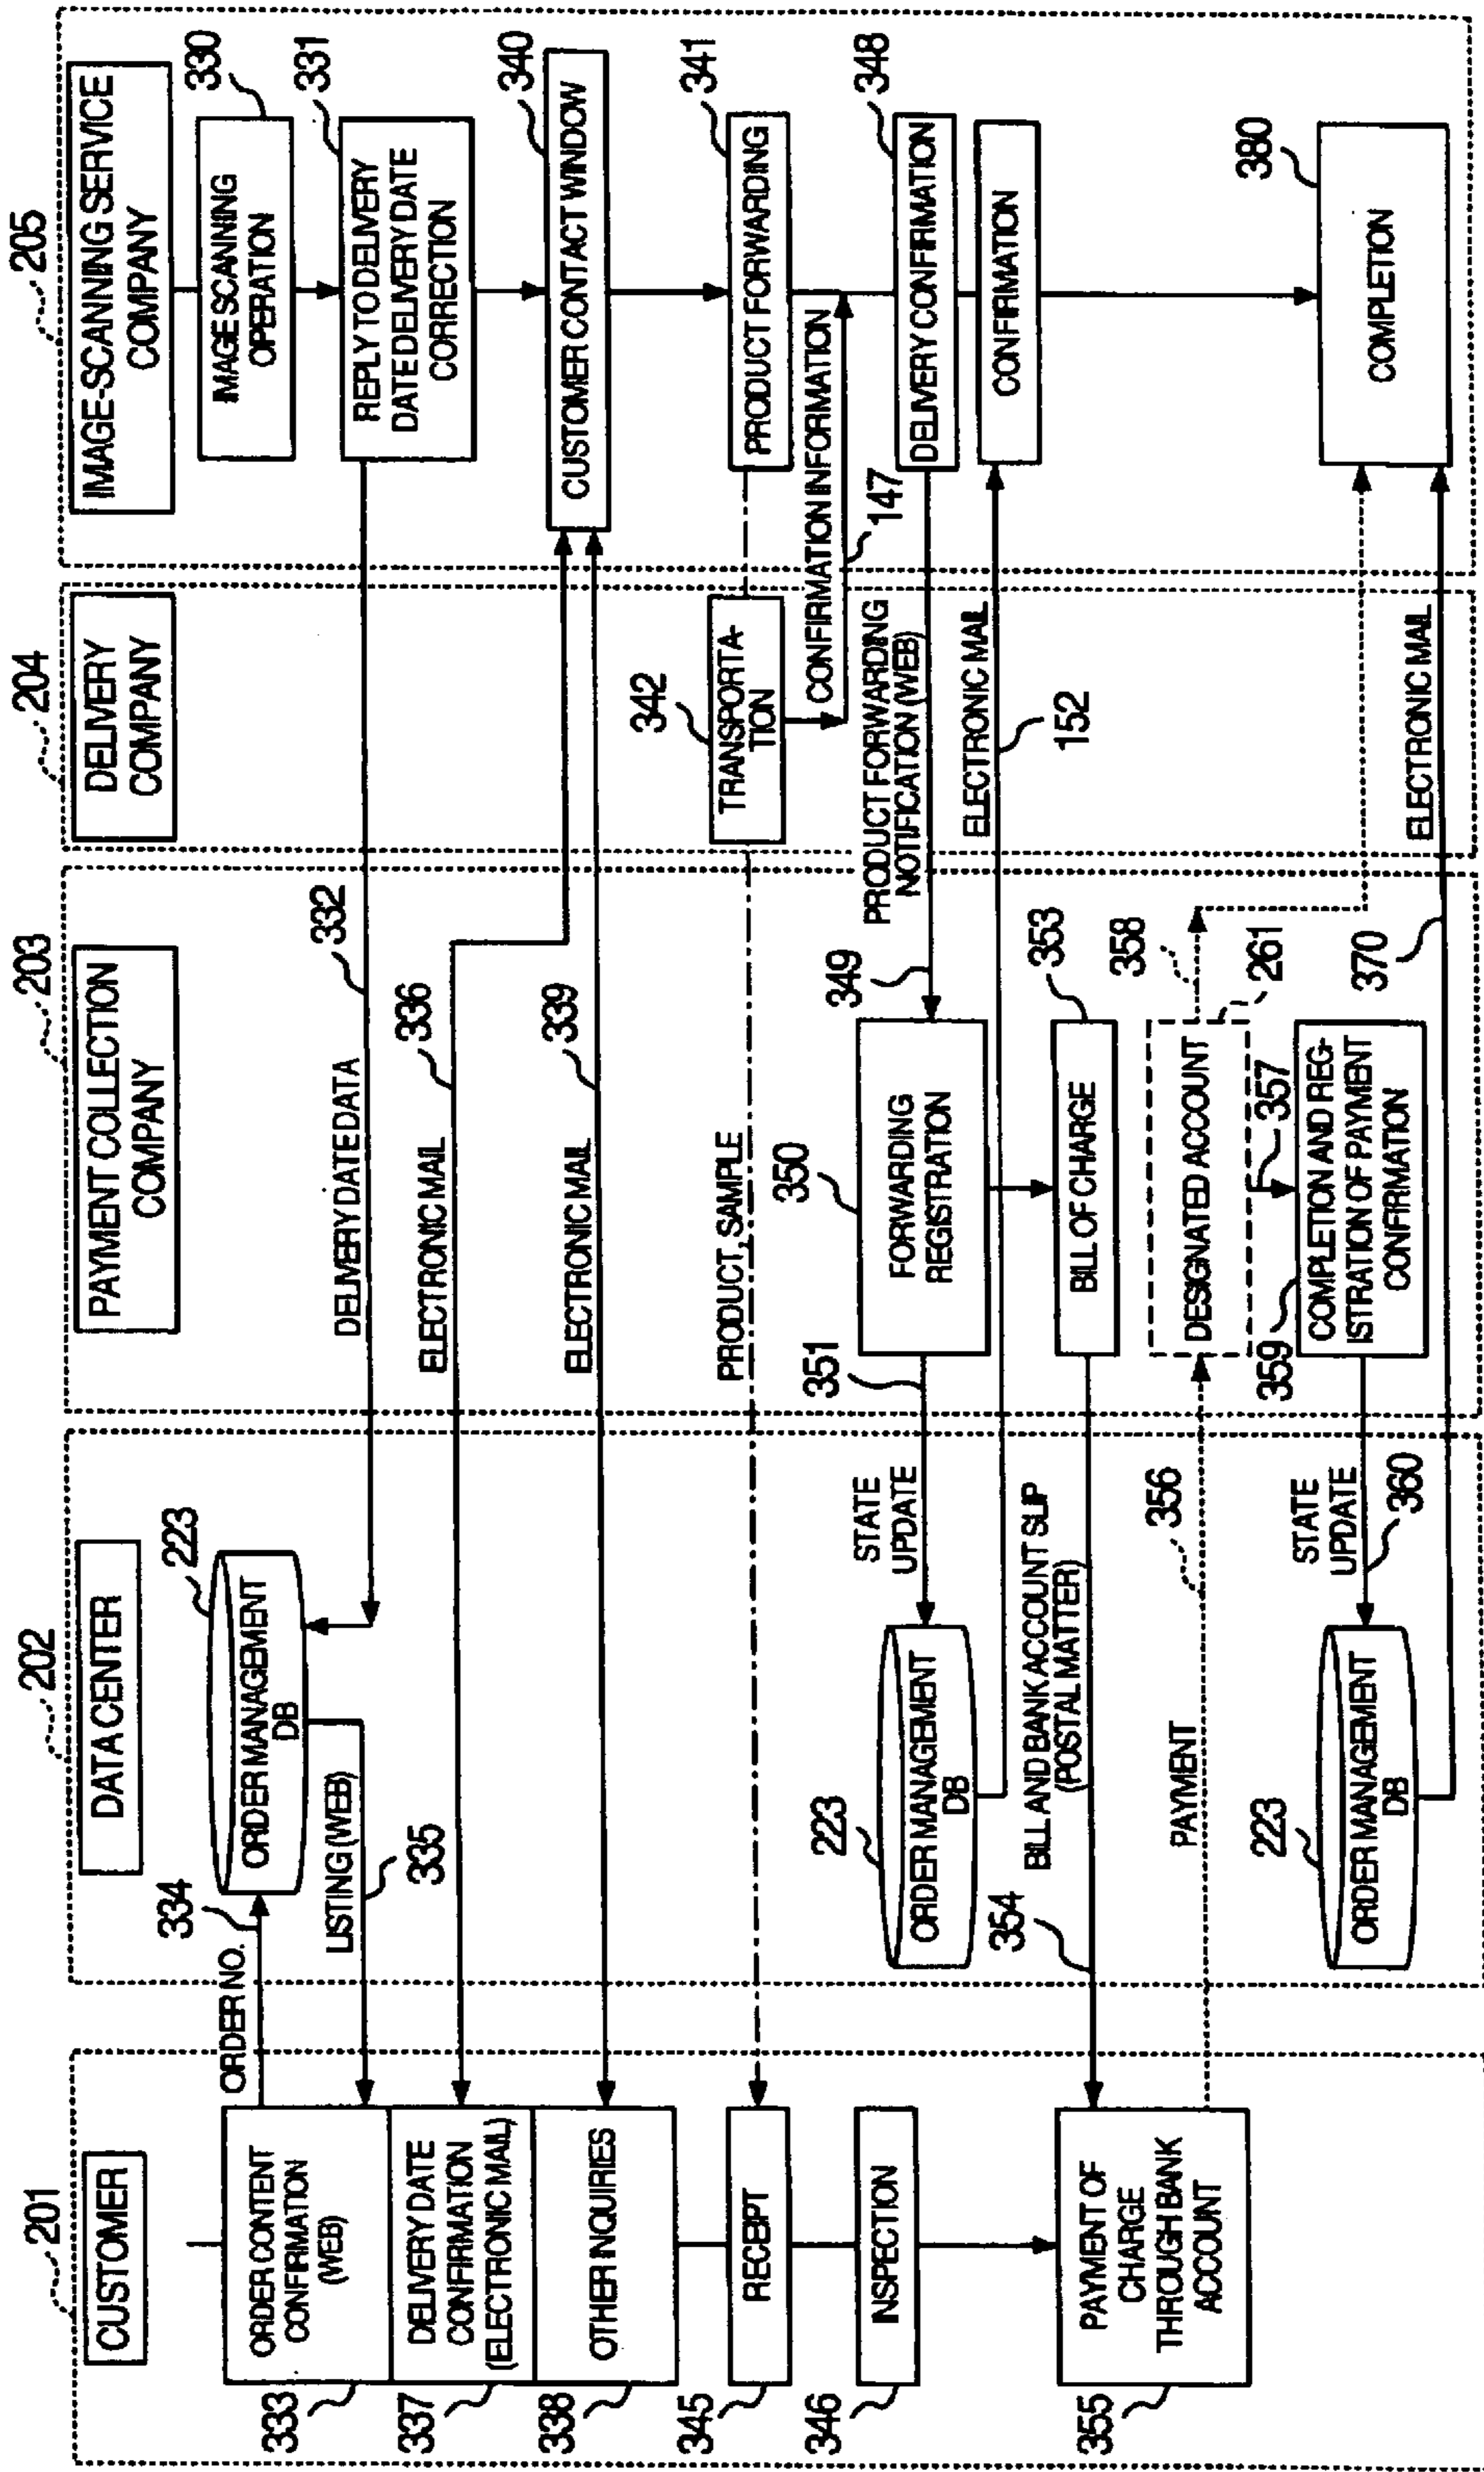 201
CUSTOMER
ORDER CONTENT
CONFIRMATION
(WEB)
333
DELIVERY DATE
CONFIRMATION
(ELECTRONIC MAIL)
337
OTHER INQUIRIES
338
RECEIPT
345
INSPECTION
346
PAYMENT OF
CHARGE
THROUGH BANK
ACCOUNT
355
202
DATA CENTER
ORDER NO.
334
ORDER MANAGEMENT
DB
223
LISTING (WEB)
335
STATE
UPDATE
ORDER MANAGEMENT
DB
223
BILL AND BANK ACCOUNT SLIP
(POSTAL MATTER)
354
PAYMENT
356
STATE
UPDATE
360
ORDER MANAGEMENT
DB
223
203
PAYMENT COLLECTION
COMPANY
DELIVERY DATE DATA
332
ELECTRONIC MAIL
336
ELECTRONIC MAIL
339
PRODUCT, SAMPLE
349
350
FORWARDING
REGISTRATION
351
353
BILL OF CHARGE
358
DESIGNATED ACCOUNT
261
357
359
COMPLETION AND REG-
ISTRATION OF PAYMENT
CONFIRMATION
370
204
DELIVERY
COMPANY
342
TRANSPORTA-
TION
CONFIRMATION INFORMATION
147
PRODUCT FORWARDING
NOTIFICATION (WEB)
ELECTRONIC MAIL
152
ELECTRONIC MAIL
205
IMAGE-SCANNING SERVICE
COMPANY
330
IMAGE SCANNING
OPERATION
331
REPLY TO DELIVERY
DATE DELIVERY DATE
CORRECTION
340
CUSTOMER CONTACT WINDOW
341
PRODUCT FORWARDING
348
DELIVERY CONFIRMATION
CONFIRMATION
380
COMPLETION